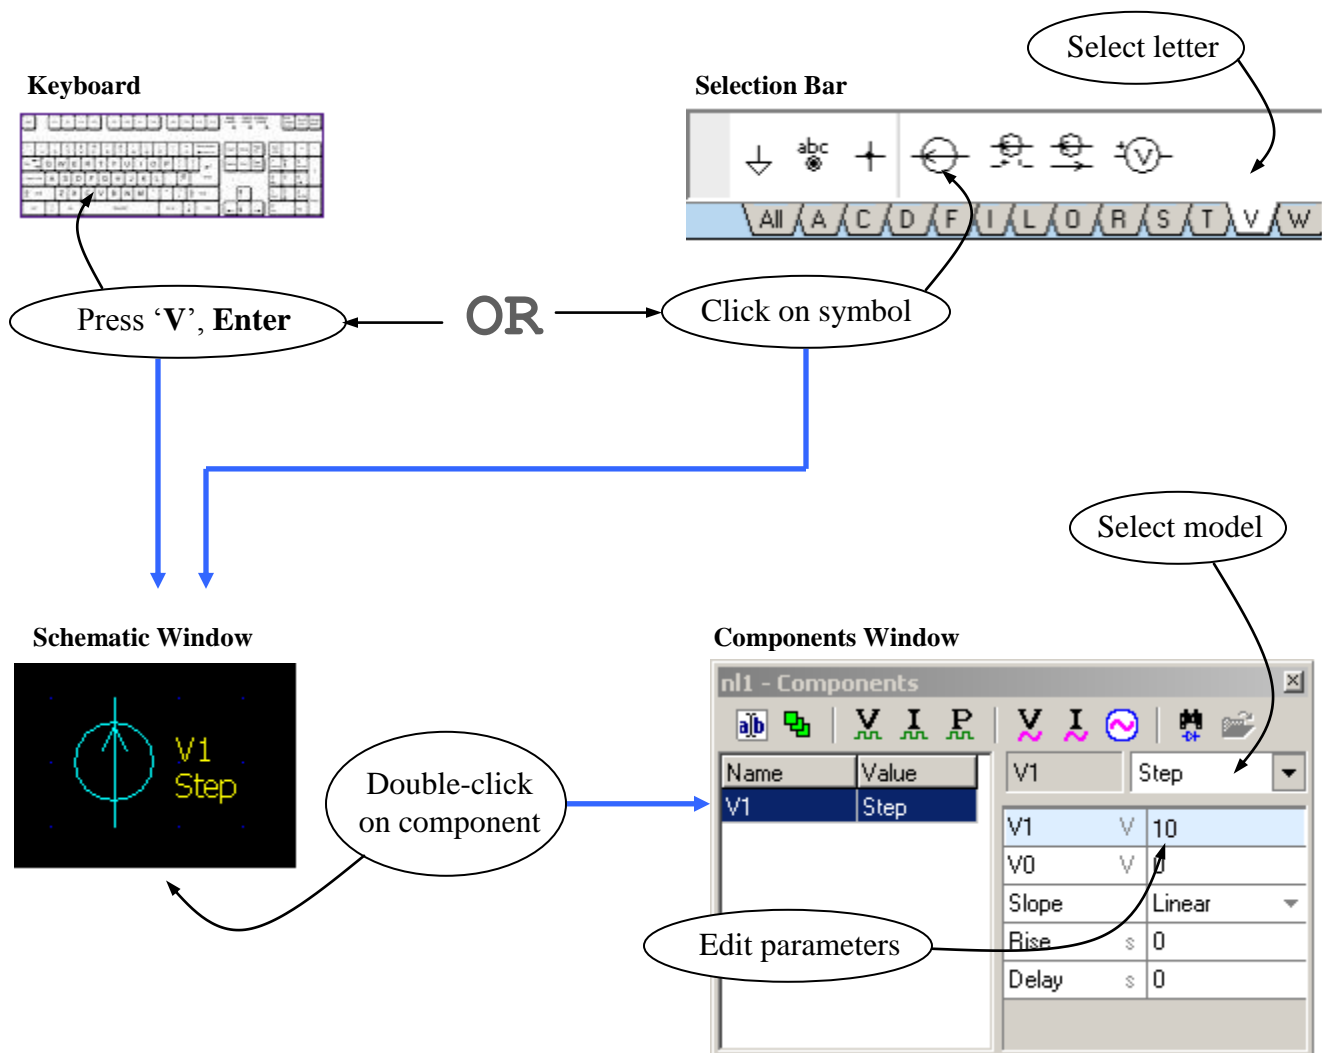 Select letter
Keyboard
Selection Bar
abc
V
All A C D F I L O R S T V W
Press ‘V’, Enter
OR
Click on symbol
Select model
Schematic Window
Components Window
V1
Step
Double-click
on component
nl1 - Components
a b V I P V I
Name Value
V1 Step
V1 Step
V1 V 10
V0 V 0
Slope Linear
Rise s 0
Delay s 0
Edit parameters